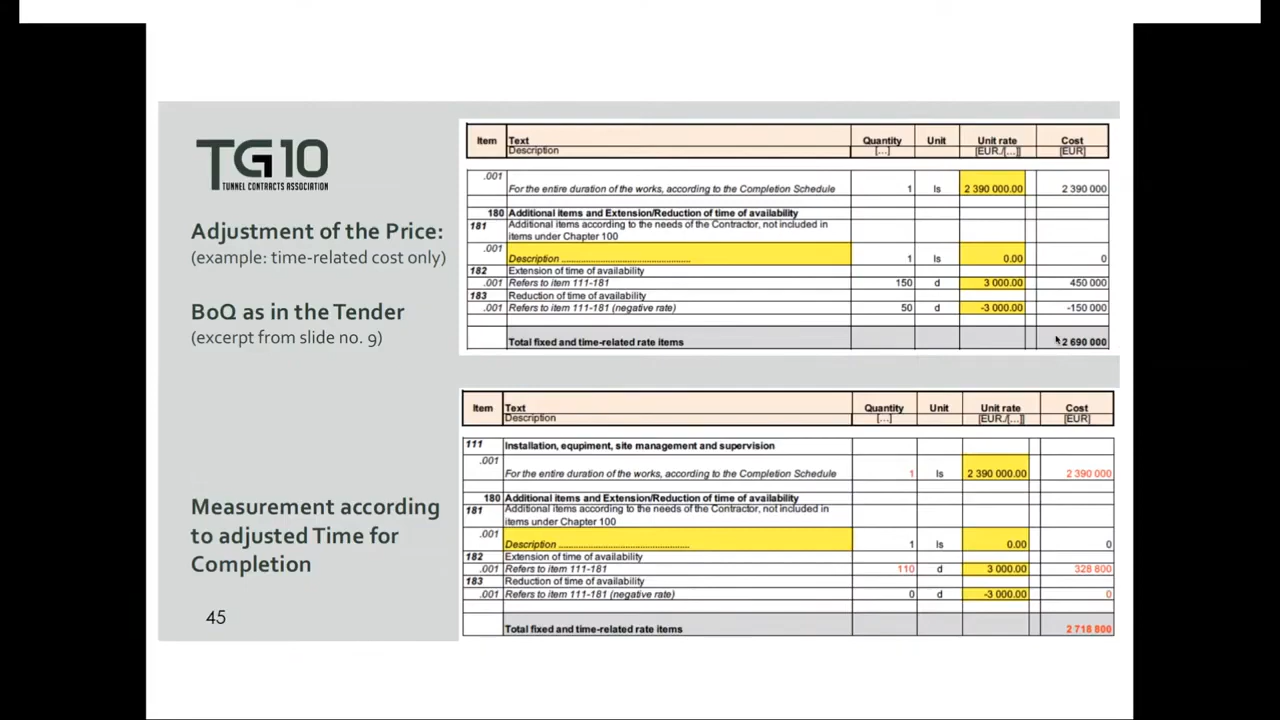 TG10
TUNNEL CONTRACTS ASSOCIATION
Adjustment of the Price:
(example: time-related cost only)
BoQ as in the Tender
(excerpt from slide no. 9)
Item Text Quantity Unit Unit rate Cost
Description [...] [EUR./[...]] [EUR]
.001
For the entire duration of the works, according to the Completion Schedule 1 ls 2 390 000.00 2 390 000
180 Additional items and Extension/Reduction of time of availability
181 Additional items according to the needs of the Contractor, not included in
items under Chapter 100
.001
Description ................................................ 1 ls 0.00 0
182 Extension of time of availability
.001 Refers to item 111-181 150 d 3 000.00 450 000
183 Reduction of time of availability
.001 Refers to item 111-181 (negative rate) 50 d -3 000.00 -150 000
Total fixed and time-related rate items 2 690 000
Measurement according
to adjusted Time for
Completion
Item Text Quantity Unit Unit rate Cost
Description [...] [EUR./[...]] [EUR]
111 Installation, equpiment, site management and supervision
.001
For the entire duration of the works, according to the Completion Schedule 1 ls 2 390 000.00 2 390 000
180 Additional items and Extension/Reduction of time of availability
181 Additional items according to the needs of the Contractor, not included in
items under Chapter 100
.001
Description ................................................ 1 ls 0.00 0
182 Extension of time of availability
.001 Refers to item 111-181 110 d 3 000.00 328 800
183 Reduction of time of availability
.001 Refers to item 111-181 (negative rate) 0 d -3 000.00 0
Total fixed and time-related rate items 2 718 800
45